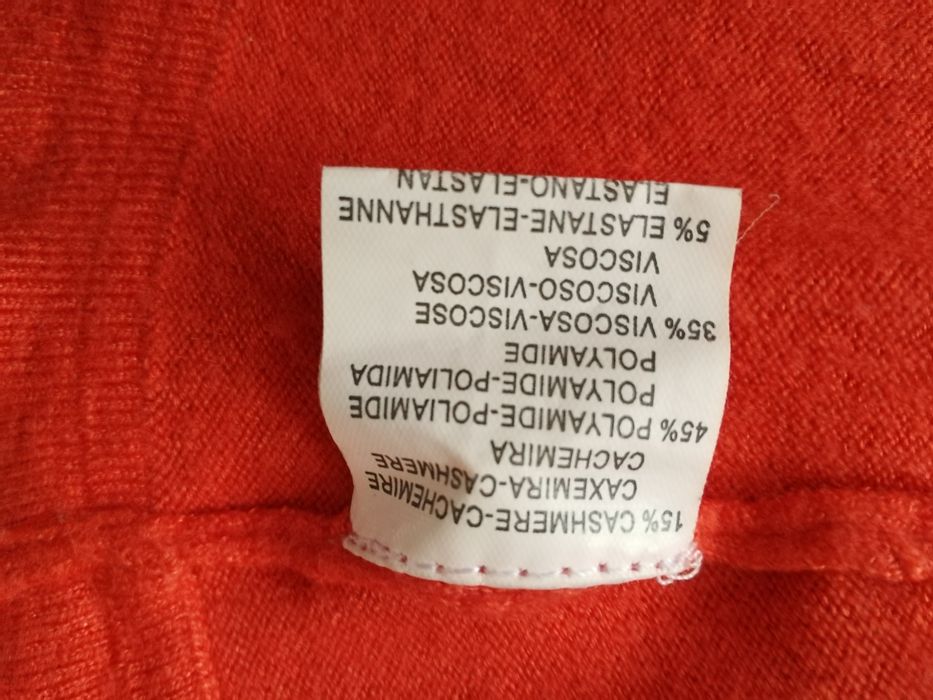 15% CASHMERE-CACHEMIRE
CAXEMIRA-CASHMERE
CACHEMIRA
45% POLYAMIDE-POLIAMIDE
POLYAMIDE-POLIAMIDA
POLYAMIDE
35% VISCOSA-VISCOSE
VISCOSO-VISCOSA
VISCOSA
5% ELASTANE-ELASTHANNE
ELASTANO-ELASTAN